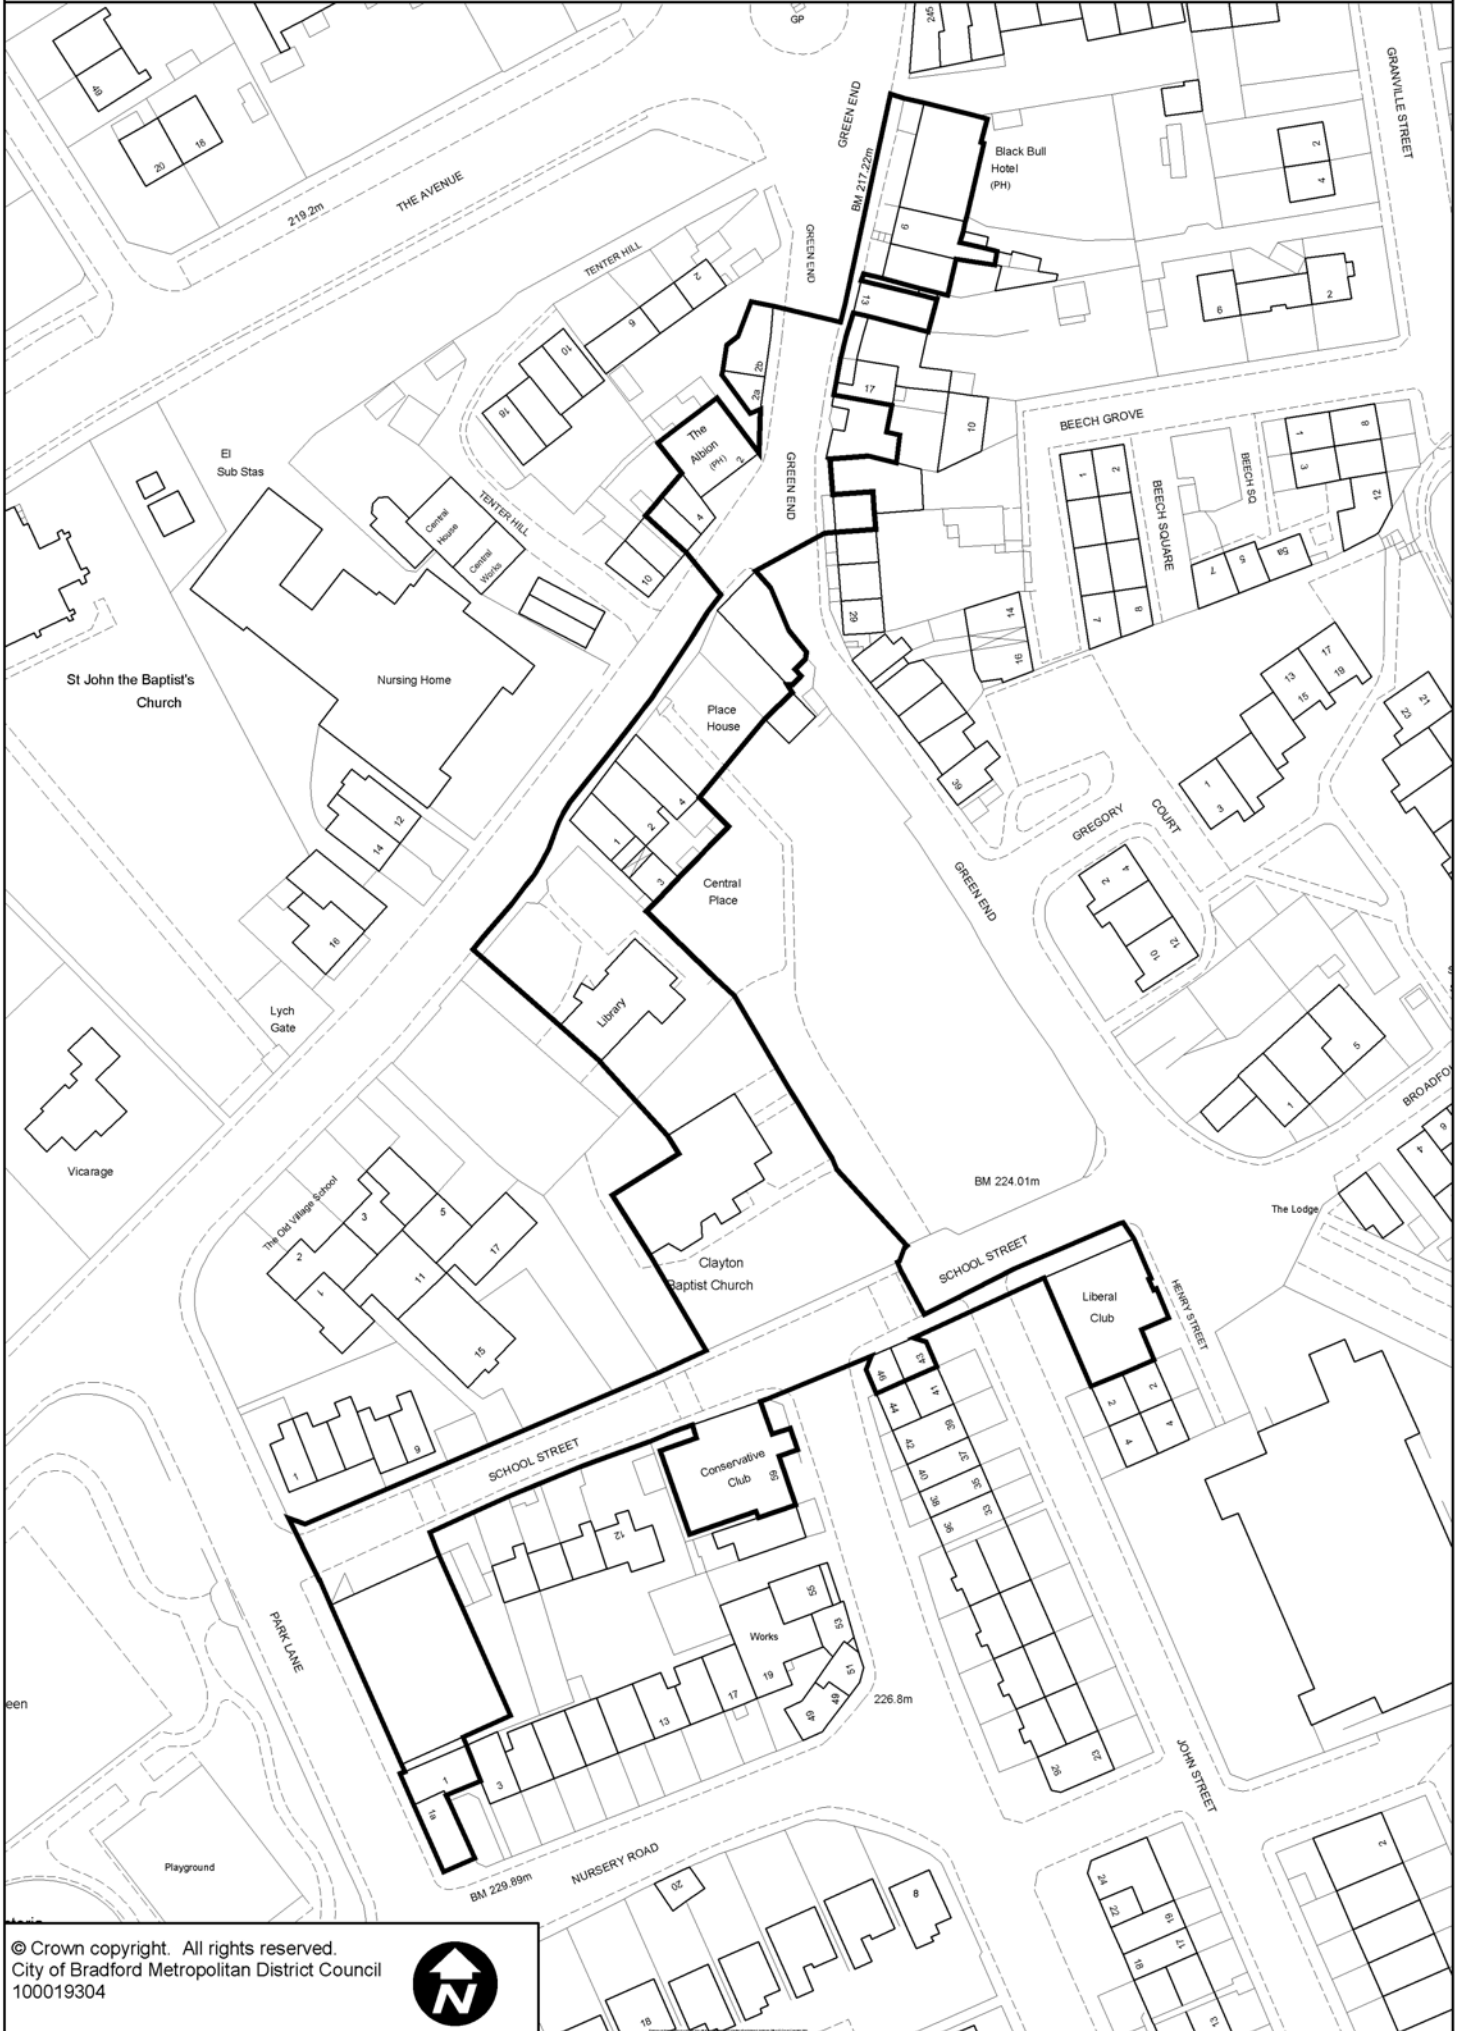 245
GP
49
20
18
THE AVENUE
219.2m
GREEN END
BM 217.22m
Black Bull
Hotel
(PH)
9
GRANVILLE STREET
2
4
GREEN END
TENTER HILL
2
6
10
16
2b
2a
13
17
10
6
2
BEECH GROVE
El
Sub Stas
The
Albion
(PH)
2
4
10
GREEN END
Central
House
TENTER HILL
Central
Works
1
2
7
8
BEECH SQUARE
BEECH SQ
1
3
8
12
7
5
5a
29
14
16
St John the Baptist's
Church
Nursing Home
Place
House
39
13
15
17
19
1
3
23
21
GREGORY
COURT
12
14
16
1
2
4
3
Central
Place
GREEN END
2
4
10
12
Library
Lych
Gate
Vicarage
1
5
BROADFO
The Old Village School
2
3
5
1
11
17
15
Clayton
Baptist Church
BM 224.01m
The Lodge
4
9
SCHOOL STREET
Liberal
Club
HENRY STREET
2
2
4
4
1
9
SCHOOL STREET
46
43
44
41
42
39
40
37
38
35
36
33
Conservative
Club
59
12
PARK LANE
Works
55
53
51
49
49
19
17
13
3
1
1a
226.8m
26
23
JOHN STREET
een
Playground
BM 229.89m
NURSERY ROAD
20
8
18
24
22
19
17
18
13
2
© Crown copyright. All rights reserved.
City of Bradford Metropolitan District Council
100019304
N